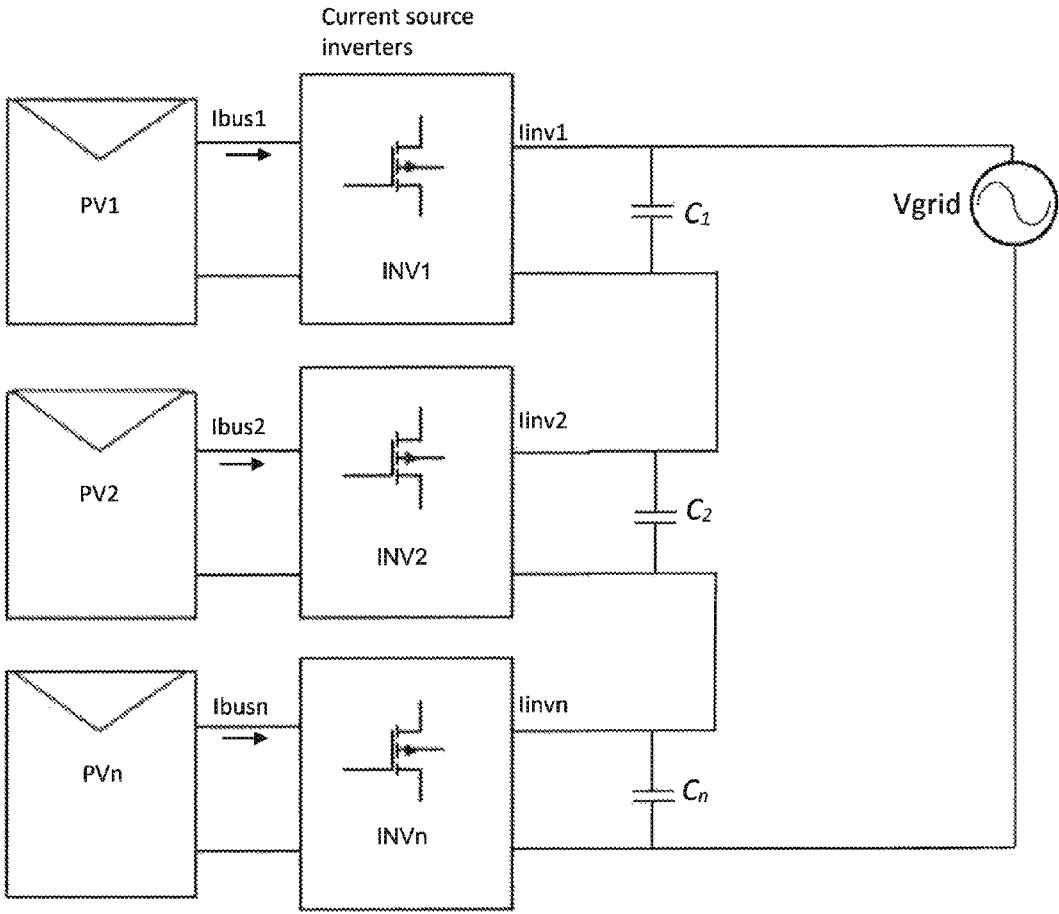 Current source
inverters
Ibus1
Iinv1
PV1
INV1
C1
Vgrid
Ibus2
Iinv2
PV2
INV2
C2
Ibusn
Iinvn
PVn
INVn
Cn